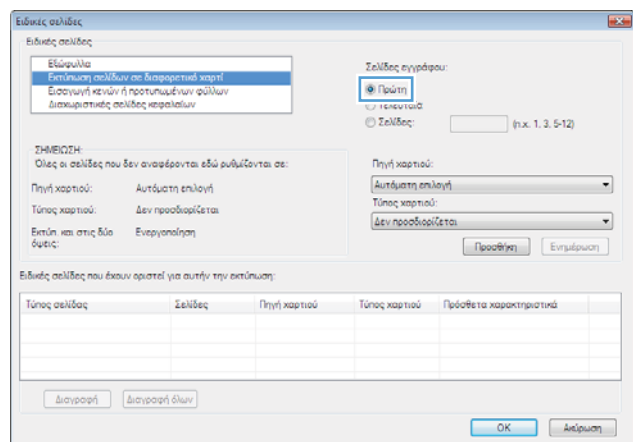 Ειδικές σελίδες
Ειδικές σελίδες
Εξώφυλλα
Εκτύπωση σελίδων σε διαφορετικό χαρτί
Εισαγωγή κενών ή προτυπωμένων φύλλων
Διαχωριστικές σελίδες κεφαλαίων
Σελίδες εγγράφου:
Πρώτη
Τελευταία
Σελίδες:
(π.χ. 1, 3, 5-12)
ΣΗΜΕΙΩΣΗ:
Όλες οι σελίδες που δεν αναφέρονται εδώ ρυθμίζονται σε:
Πηγή χαρτιού: Αυτόματη επιλογή
Τύπος χαρτιού: Δεν προσδιορίζεται
Εκτύπ. και στις δύο όψεις: Ενεργοποίηση
Πηγή χαρτιού:
Αυτόματη επιλογή
Τύπος χαρτιού:
Δεν προσδιορίζεται
Προσθήκη Ενημέρωση
Ειδικές σελίδες που έχουν οριστεί για αυτήν την εκτύπωση:
Τύπος σελίδας Σελίδες Πηγή χαρτιού Τύπος χαρτιού Πρόσθετα χαρακτηριστικά
Διαγραφή Διαγραφή όλων
OK Ακύρωση